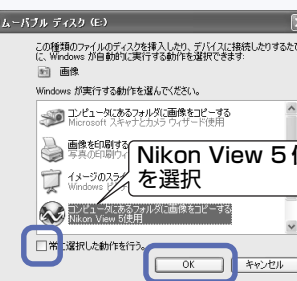 ムーバブル ディスク (E:)
この種類のファイルのディスクを挿入したり、デバイスに接続したりするたび
に、Windows が自動的に実行する動作を選択できます:
画像
Windows が実行する動作を選んでください。
コンピュータにあるフォルダに画像をコピーする
Microsoft スキャナとカメラ ウィザード使用
画像を印刷する
写真の印刷ウィ
イメージのスラ
Windows
Nikon View 5
を選択
コンピュータにあるフォルダに画像をコピーする
Nikon View 5使用
常に選択した動作を行う。
OK
キャンセル